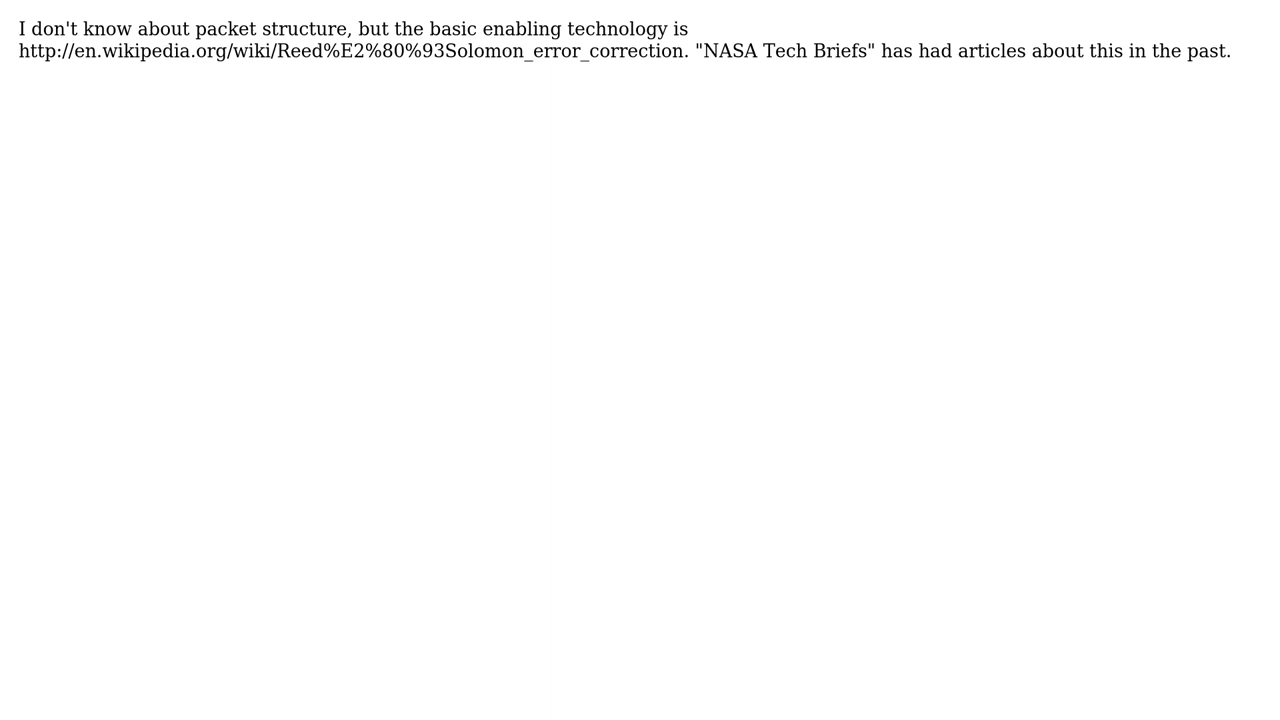 I don't know about packet structure, but the basic enabling technology is
http://en.wikipedia.org/wiki/Reed%E2%80%93Solomon_error_correction. "NASA Tech Briefs" has had articles about this in the past.